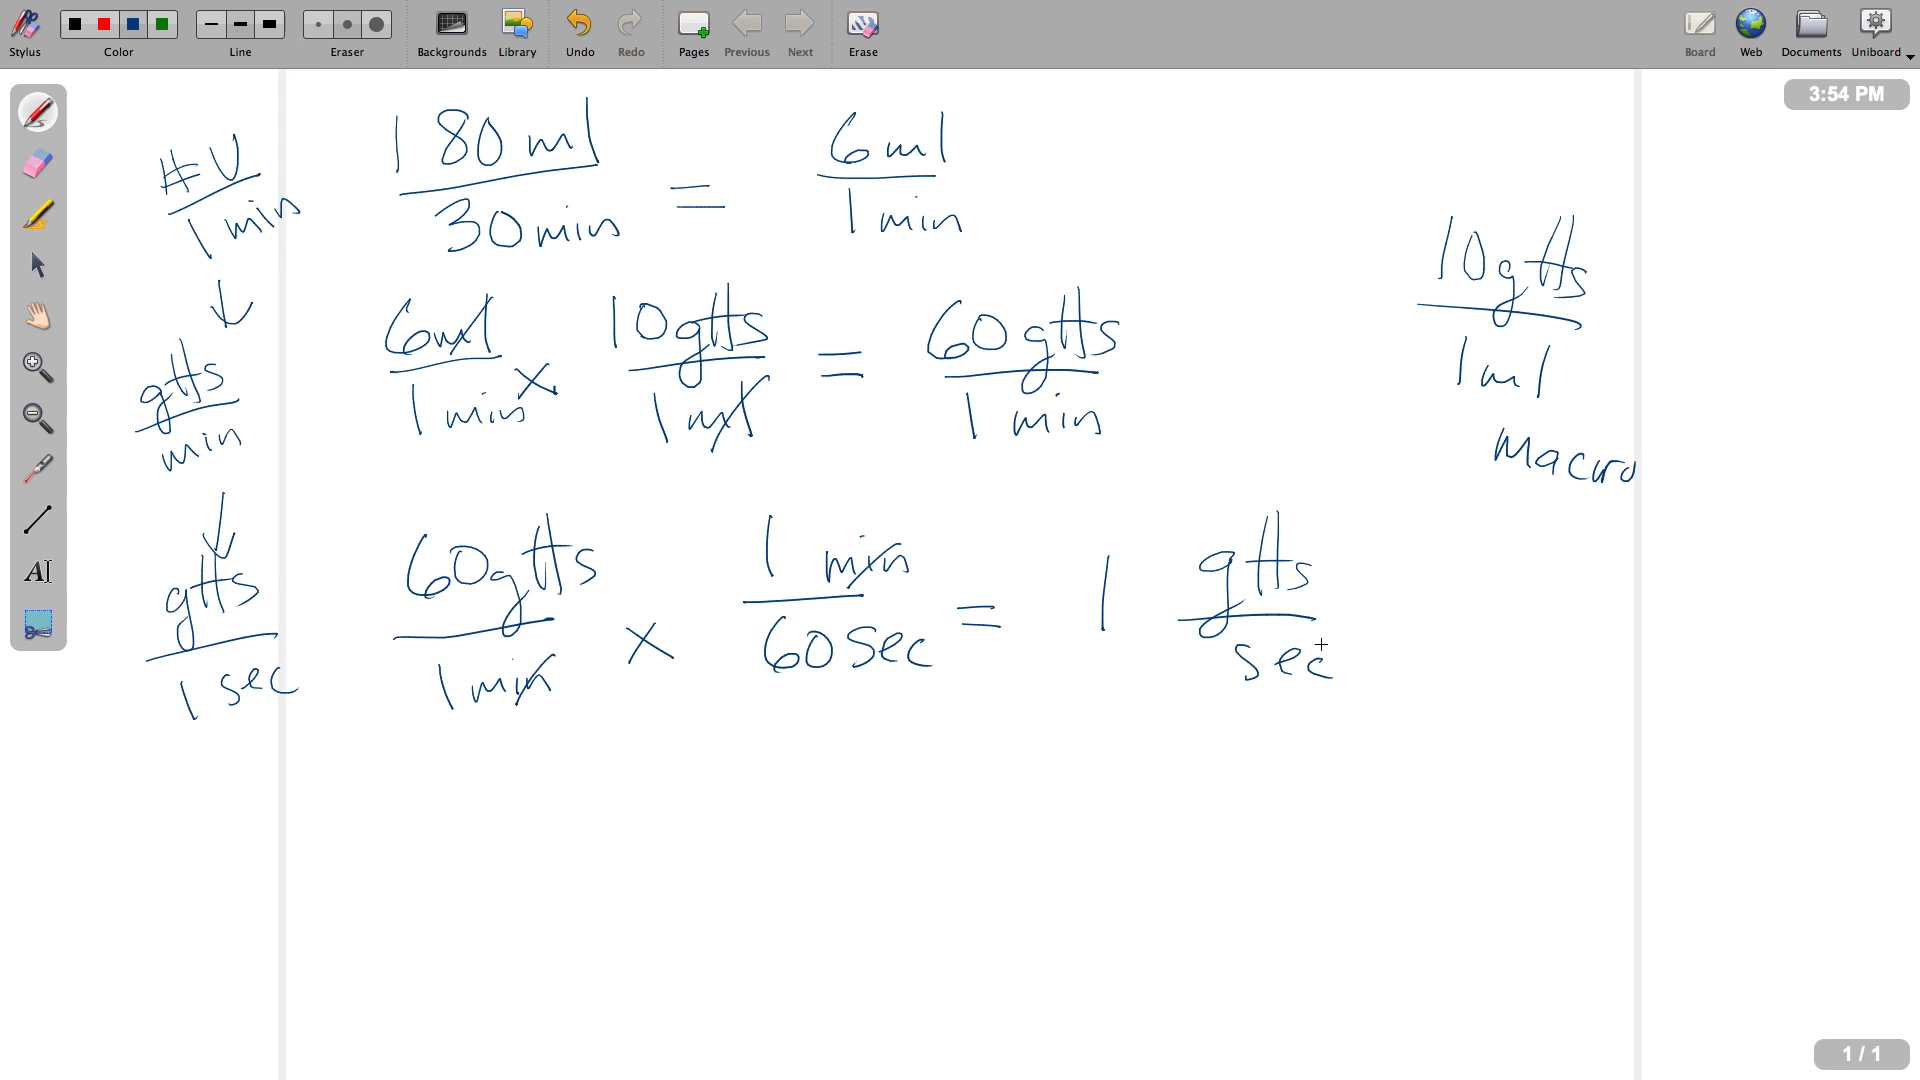 Stylus Color Line Eraser Backgrounds Library Undo Redo Pages Previous Next Erase Board Web Documents Uniboard
3:54 PM
# U / 1 min
180 ml / 30 min = 6 ml / 1 min
10 gtts / 1 ml
Macro
gtts / min
6 ml / 1 min x 10 gtts / 1 ml = 60 gtts / 1 min
gtts / 1 sec
60 gtts / 1 min x 1 min / 60 sec = 1 gtts / sec
A
1 / 1